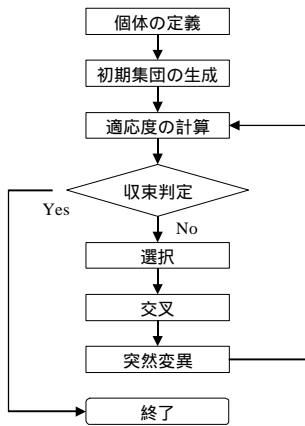 個体の定義
初期集団の生成
適応度の計算
収束判定
Yes
No
選択
交叉
突然変異
終了